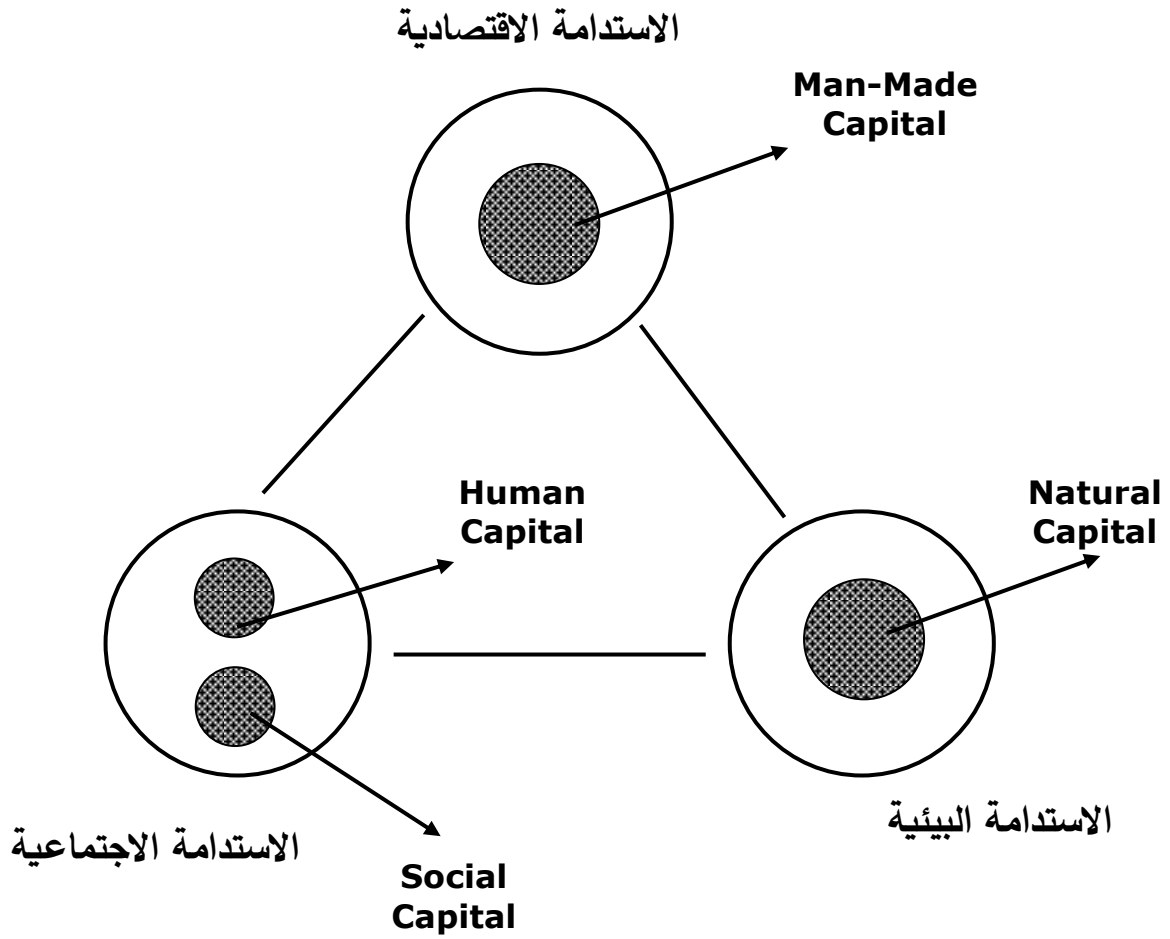 الاستدامة الاقتصادية
Man-Made
Capital
Human
Capital
Natural
Capital
الاستدامة البيئية
الاستدامة الاجتماعية
Social
Capital